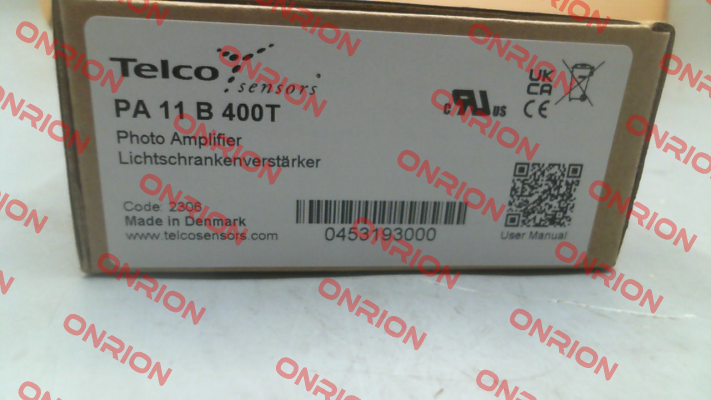 Telco sensors
PA 11 B 400T
Photo Amplifier
Lichtschrankenverstärker
Code: 2306
Made in Denmark
www.telcosensors.com
0453193000
c RU US
UK CA CE
User Manual
ONRION